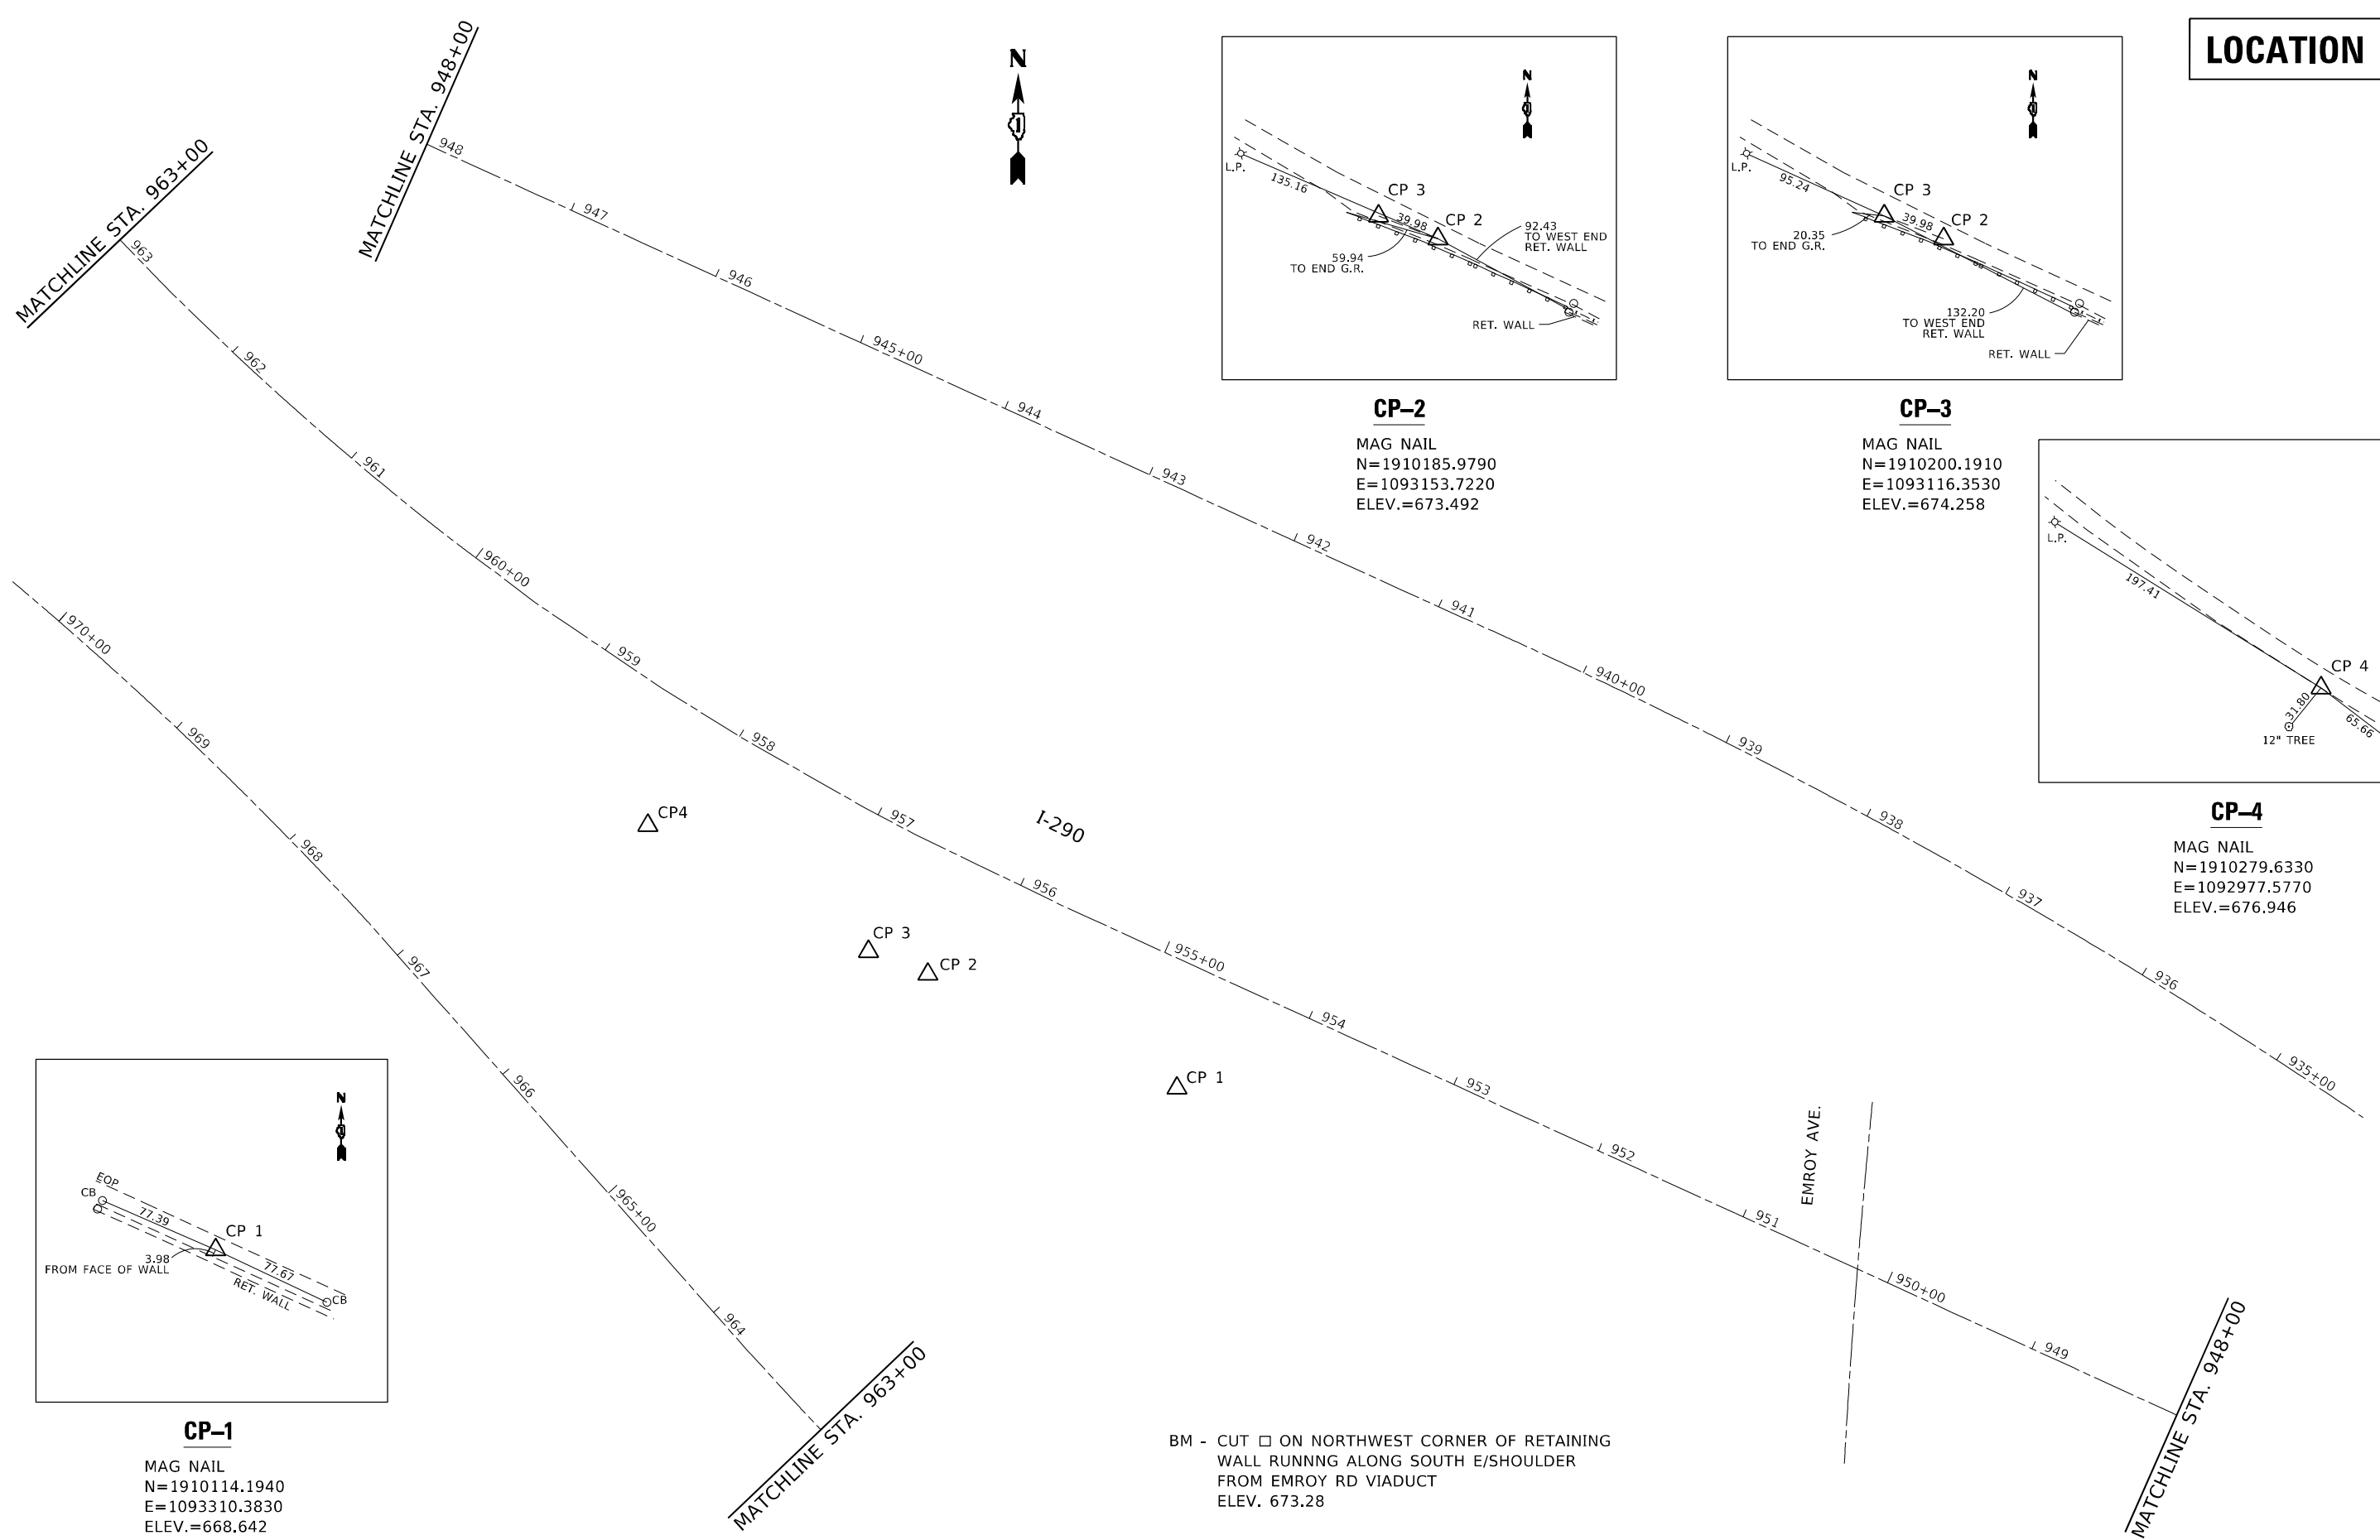 LOCATION
MATCHLINE STA. 948+00
MATCHLINE STA. 963+00
N
948
947
946
945+00
944
943
942
941
940+00
939
938
937
936
935+00
963
962
961
960+00
959
958
957
956
955+00
954
953
952
951
950+00
949
MATCHLINE STA. 948+00
970+00
969
968
967
966
965+00
964
MATCHLINE STA. 963+00
I-290
EMROY AVE.
CP4
CP 3
CP 2
CP 1
N
L.P.
135.16
CP 3
39.98
CP 2
92.43
TO WEST END
RET. WALL
59.94
TO END G.R.
RET. WALL
CP–2
MAG NAIL
N=1910185.9790
E=1093153.7220
ELEV.=673.492
N
L.P.
95.24
CP 3
39.98
CP 2
20.35
TO END G.R.
132.20
TO WEST END
RET. WALL
RET. WALL
CP–3
MAG NAIL
N=1910200.1910
E=1093116.3530
ELEV.=674.258
L.P.
197.41
CP 4
31.80
65.66
12" TREE
CP–4
MAG NAIL
N=1910279.6330
E=1092977.5770
ELEV.=676.946
N
EOP
CB
77.39
CP 1
3.98
FROM FACE OF WALL
77.67
RET. WALL
CB
CP–1
MAG NAIL
N=1910114.1940
E=1093310.3830
ELEV.=668.642
BM - CUT □ ON NORTHWEST CORNER OF RETAINING
WALL RUNNNG ALONG SOUTH E/SHOULDER
FROM EMROY RD VIADUCT
ELEV. 673.28